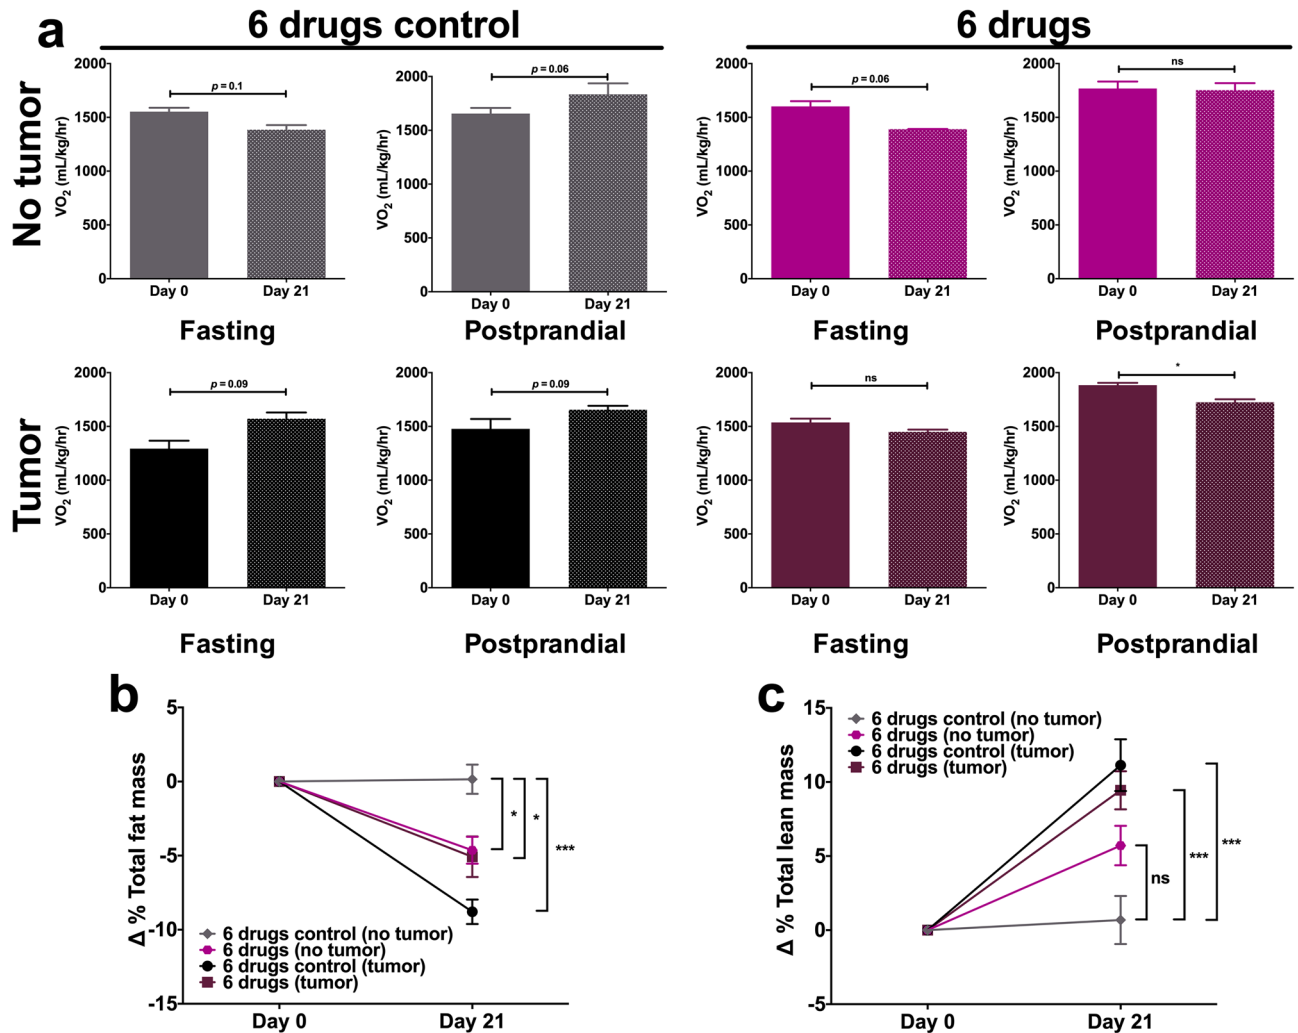 a
6 drugs control
6 drugs
No tumor
VO2 (mL/kg/hr)
2000
1500
1000
500
0
p = 0.1
Day 0
Day 21
Fasting
VO2 (mL/kg/hr)
2000
1500
1000
500
0
p = 0.06
Day 0
Day 21
Postprandial
VO2 (mL/kg/hr)
2000
1500
1000
500
0
p = 0.06
Day 0
Day 21
Fasting
VO2 (mL/kg/hr)
2000
1500
1000
500
0
ns
Day 0
Day 21
Postprandial
Tumor
VO2 (mL/kg/hr)
2000
1500
1000
500
0
p = 0.09
Day 0
Day 21
Fasting
VO2 (mL/kg/hr)
2000
1500
1000
500
0
p = 0.09
Day 0
Day 21
Postprandial
VO2 (mL/kg/hr)
2000
1500
1000
500
0
ns
Day 0
Day 21
Fasting
VO2 (mL/kg/hr)
2000
1500
1000
500
0
*
Day 0
Day 21
Postprandial
b
Δ % Total fat mass
5
0
-5
-10
-15
*
*
***
6 drugs control (no tumor)
6 drugs (no tumor)
6 drugs control (tumor)
6 drugs (tumor)
Day 0
Day 21
c
Δ % Total lean mass
15
10
5
0
-5
6 drugs control (no tumor)
6 drugs (no tumor)
6 drugs control (tumor)
6 drugs (tumor)
ns
***
***
Day 0
Day 21